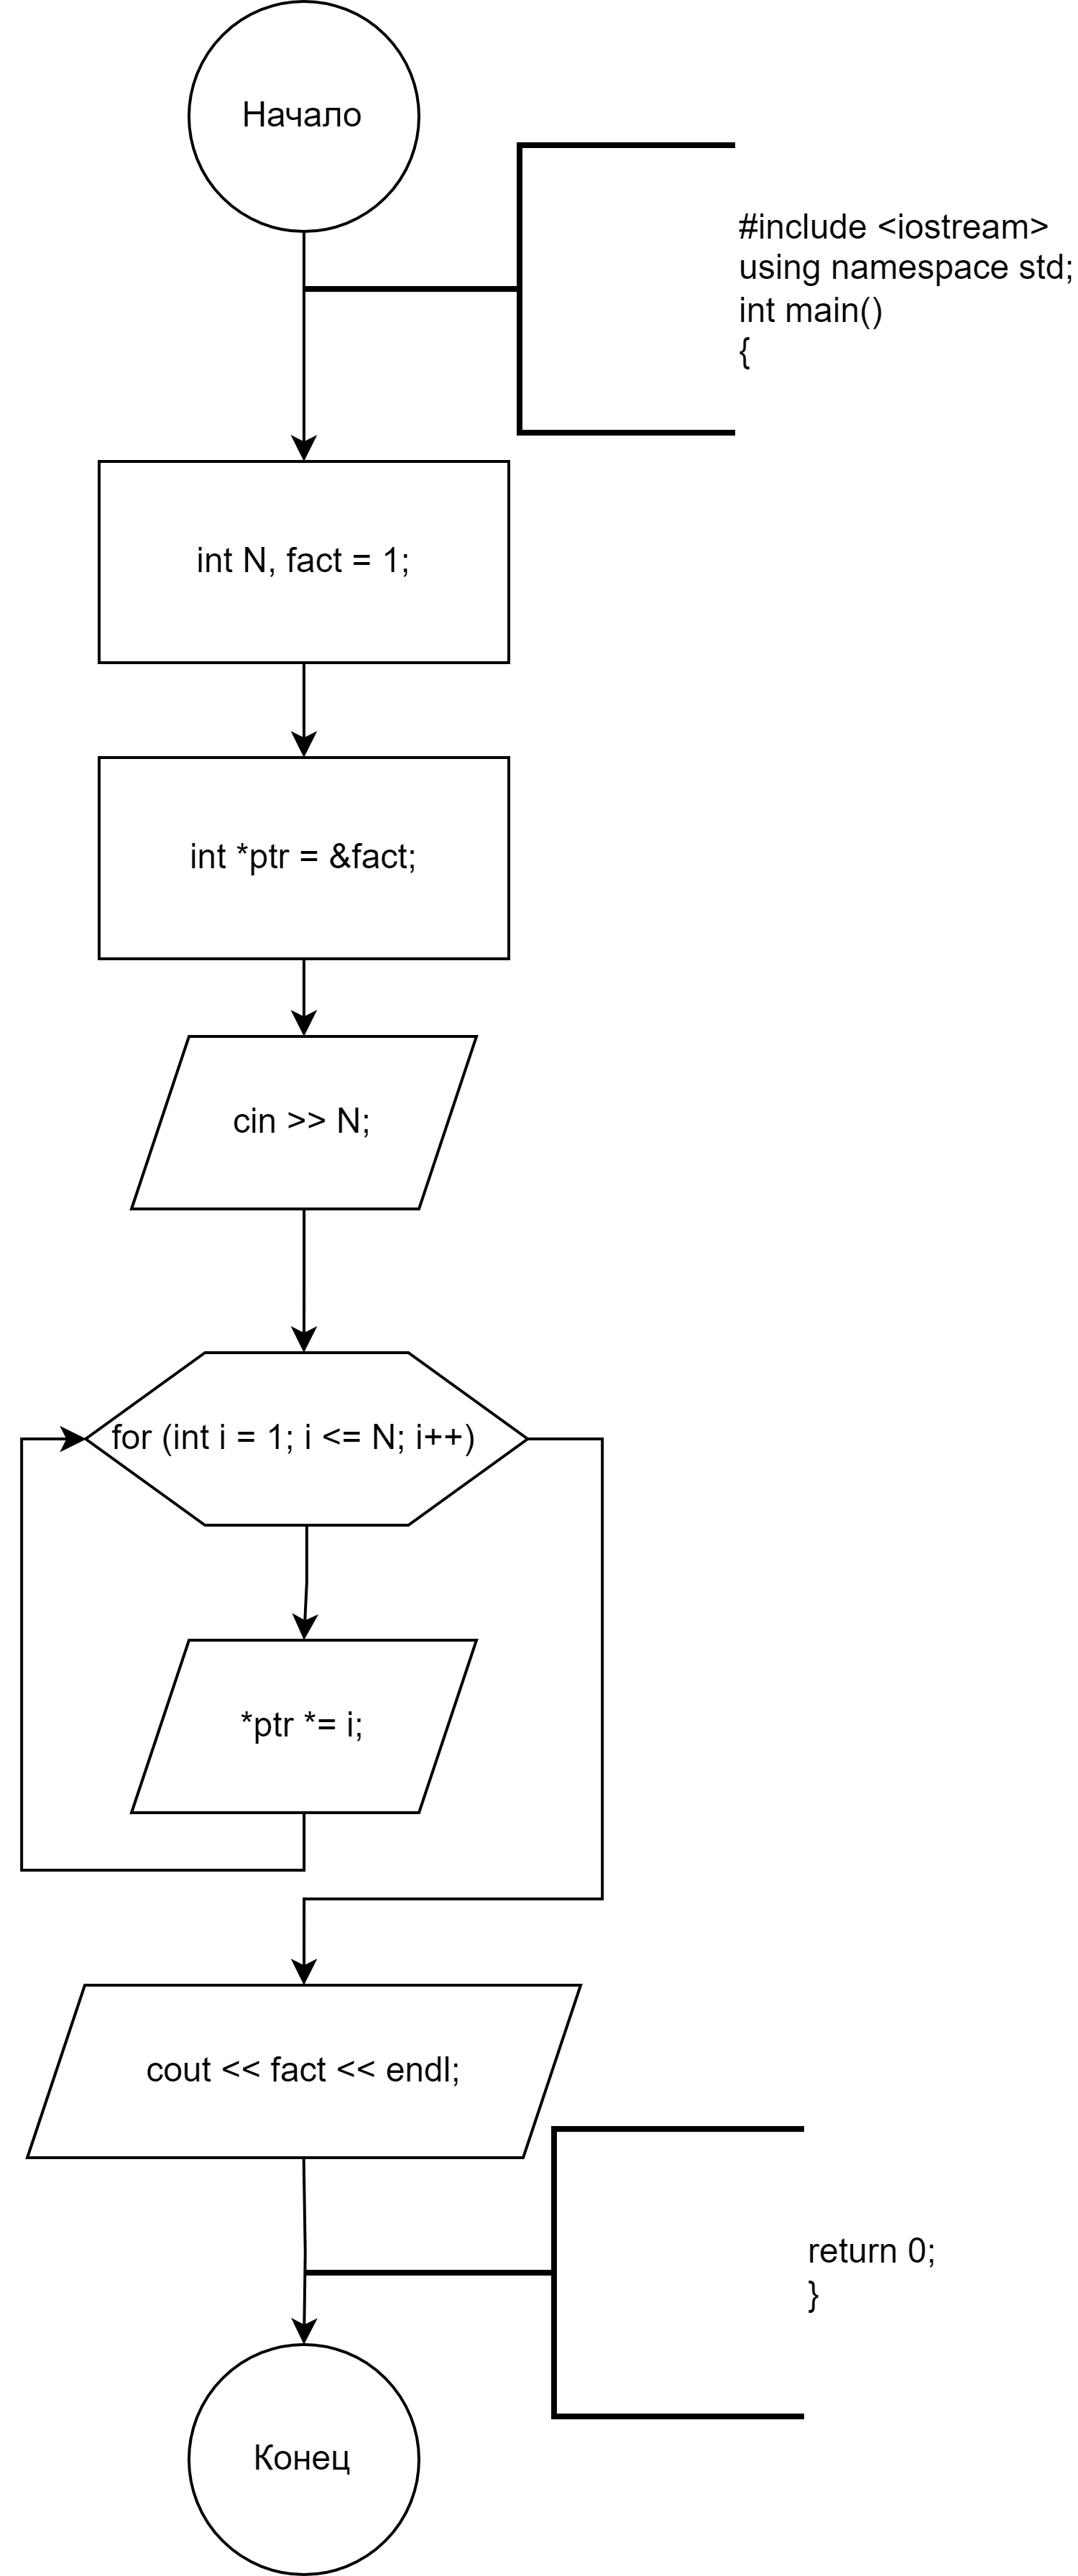 Начало
#include <iostream>
using namespace std;
int main()
{
int N, fact = 1;
int *ptr = &fact;
cin >> N;
for (int i = 1; i <= N; i++)
*ptr *= i;
cout << fact << endl;
return 0;
}
Конец